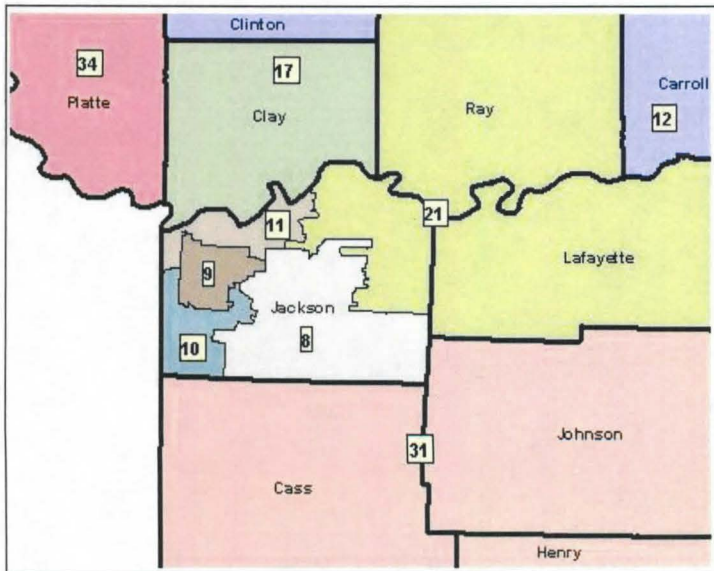 Clinton
34
17
Carroll
Platte
Ray
Clay
12
21
11
Lafayette
9
Jackson
8
10
Johnson
31
Cass
Henry